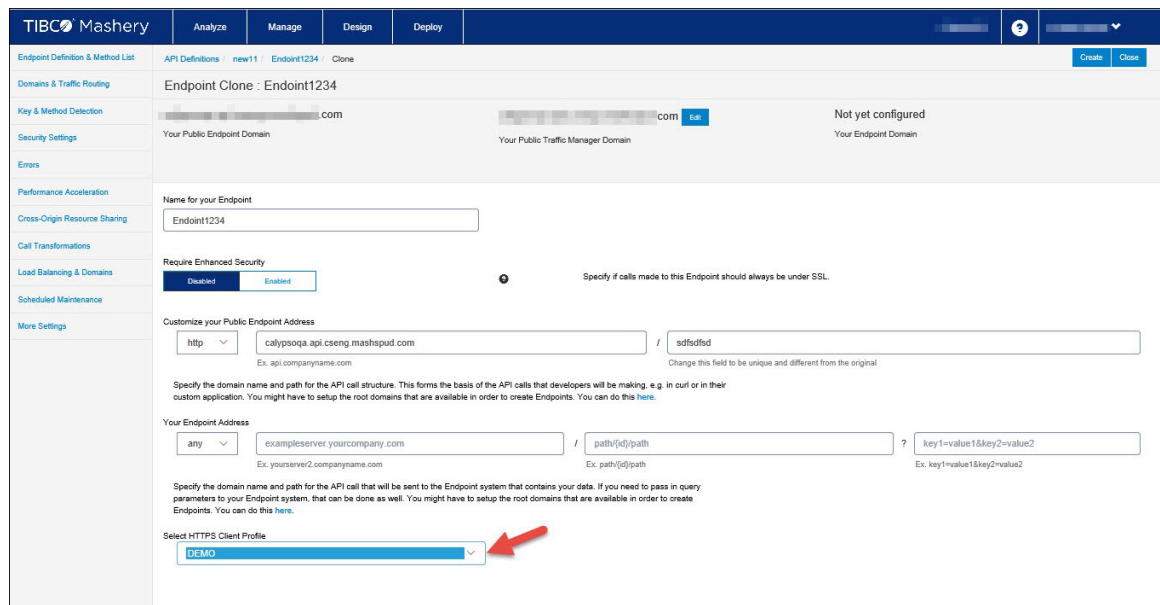 TIBCO Mashery Analyze Manage Design Deploy ?
Endpoint Definition & Method List
Domains & Traffic Routing
Key & Method Detection
Security Settings
Errors
Performance Acceleration
Cross-Origin Resource Sharing
Call Transformations
Load Balancing & Domains
Scheduled Maintenance
More Settings
API Definitions / new11 / Endoint1234 / Clone Create Close
Endpoint Clone : Endoint1234
.com com Edit Not yet configured
Your Public Endpoint Domain Your Public Traffic Manager Domain Your Endpoint Domain
Name for your Endpoint
Endoint1234
Require Enhanced Security
Disabled Enabled ? Specify if calls made to this Endpoint should always be under SSL.
Customize your Public Endpoint Address
http calypsoqa.api.cseng.mashspud.com / sdfsdfsd
Ex. api.companyname.com Change this field to be unique and different from the original
Specify the domain name and path for the API call structure. This forms the basis of the API calls that developers will be making, e.g. in curl or in their
custom application. You might have to setup the root domains that are available in order to create Endpoints. You can do this here.
Your Endpoint Address
any exampleserver.yourcompany.com / path/{id}/path ? key1=value1&key2=value2
Ex. yourserver2.companyname.com Ex. path/{id}/path Ex. key1=value1&key2=value2
Specify the domain name and path for the API call that will be sent to the Endpoint system that contains your data. If you need to pass in query
parameters to your Endpoint system, that can be done as well. You might have to setup the root domains that are available in order to create
Endpoints. You can do this here.
Select HTTPS Client Profile
DEMO